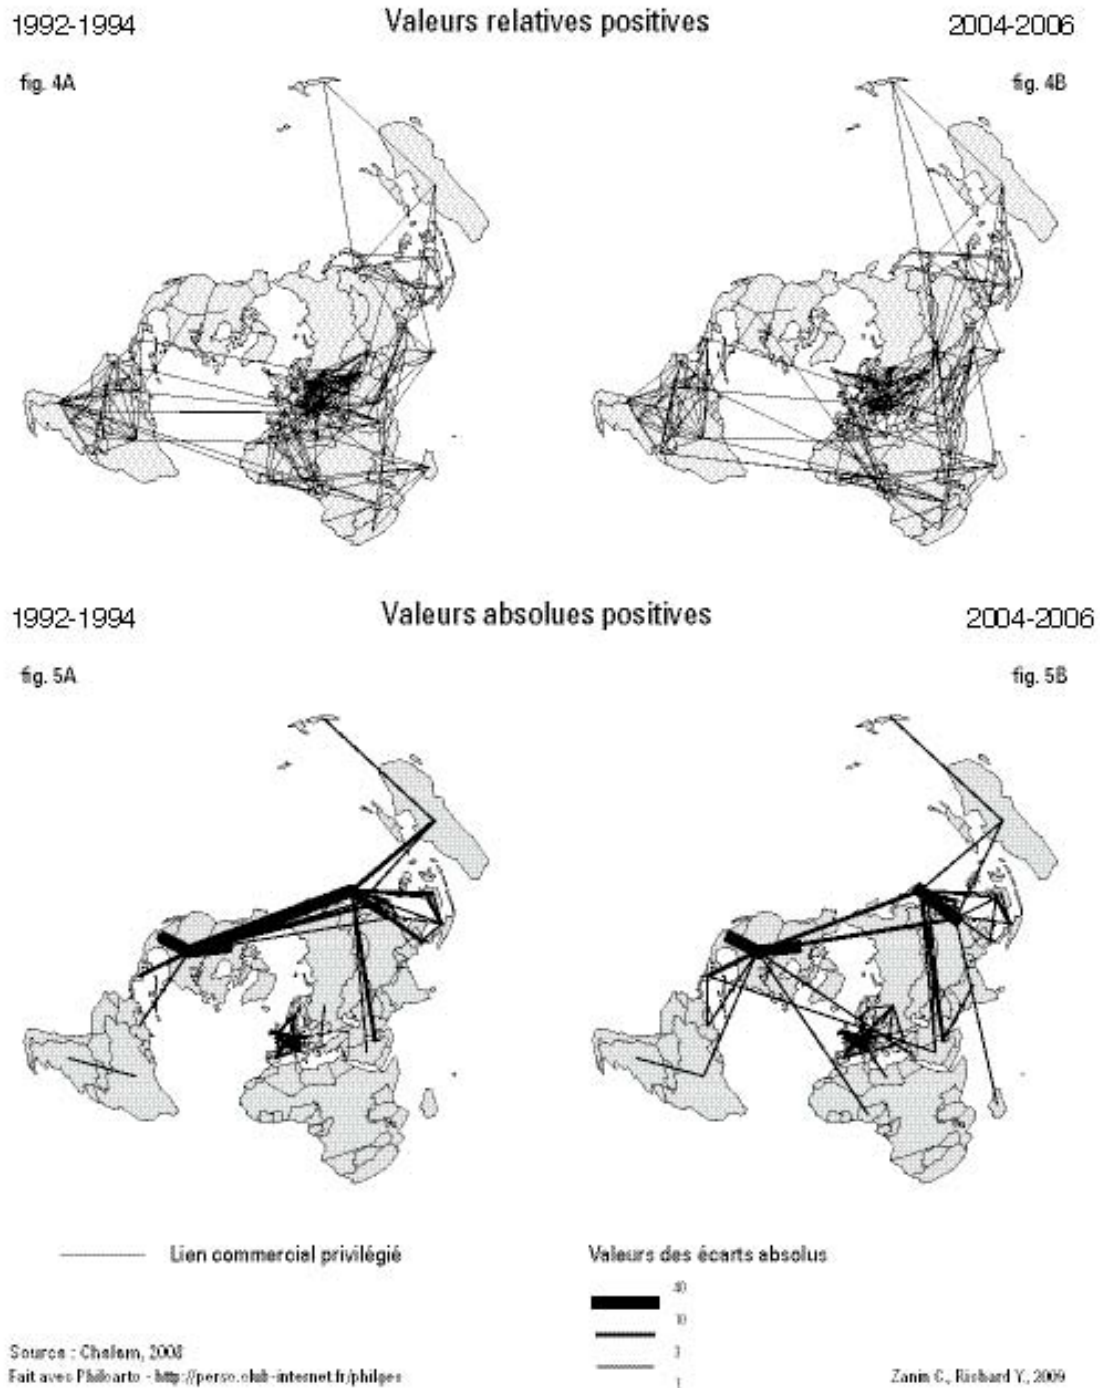 1992-1994 Valeurs relatives positives 2004-2006
fig. 4A fig. 4B
1992-1994 Valeurs absolues positives 2004-2006
fig. 5A fig. 5B
Lien commercial privilégié Valeurs des écarts absolus
40
10
3
1
Source : Chelem, 2008
Fait avec Philcarto - http://perso.club-internet.fr/philgeo Zanin C., Richard Y., 2009